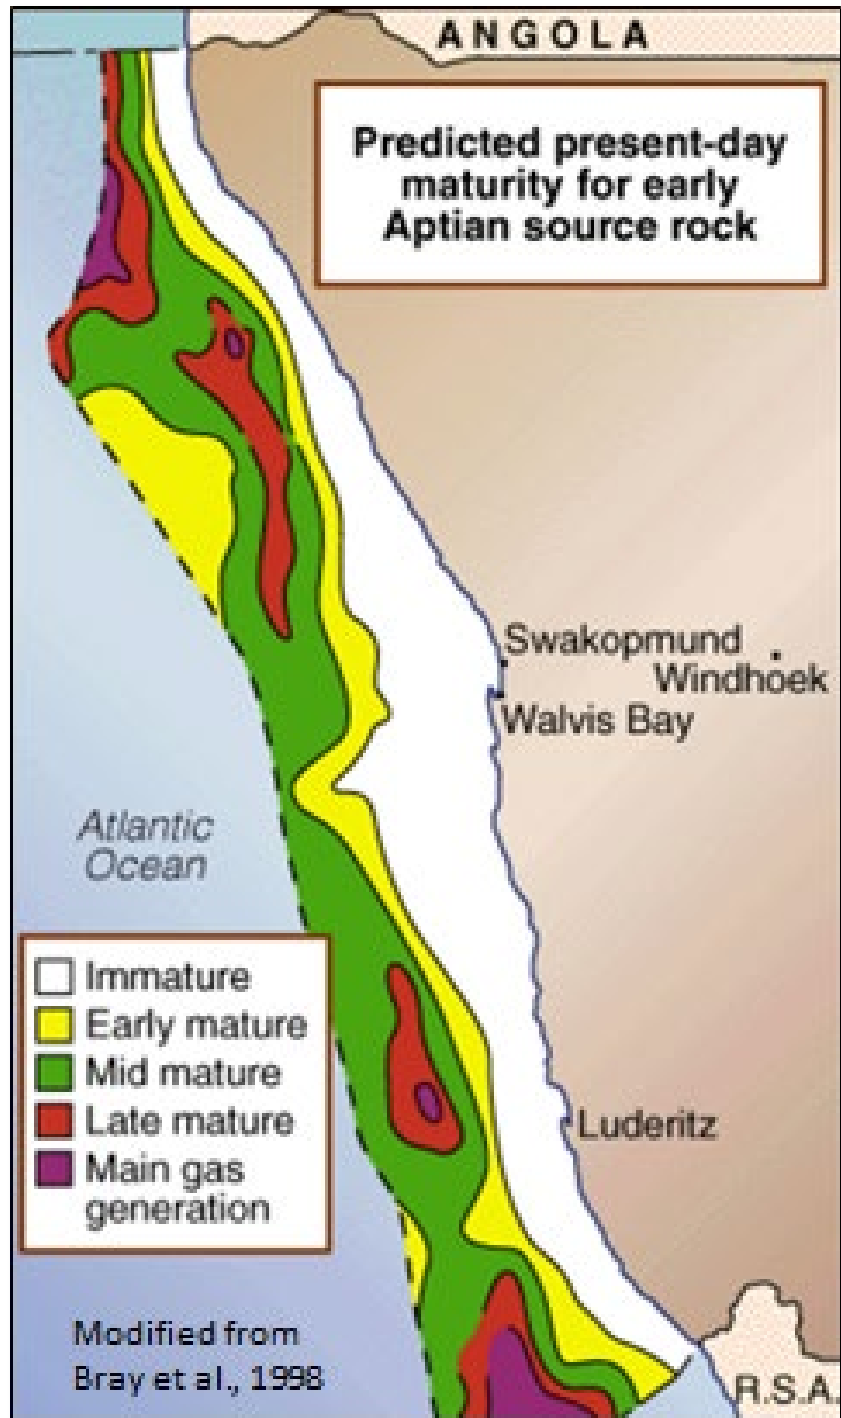 ANGOLA
Predicted present-day
maturity for early
Aptian source rock
Swakopmund
Windhoek
Walvis Bay
Atlantic
Ocean
Immature
Early mature
Mid mature
Late mature
Main gas
generation
Luderitz
Modified from
Bray et al., 1998
R.S.A.